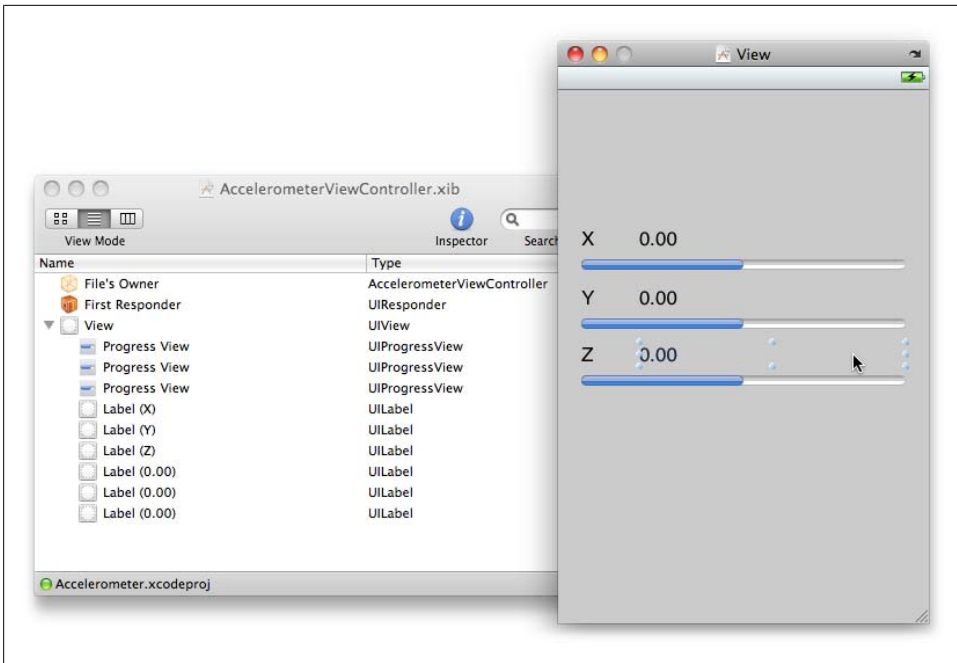 View
AccelerometerViewController.xib
View Mode
Inspector
Search
Name Type
File's Owner AccelerometerViewController
First Responder UIResponder
View UIView
Progress View UIProgressView
Progress View UIProgressView
Progress View UIProgressView
Label (X) UILabel
Label (Y) UILabel
Label (Z) UILabel
Label (0.00) UILabel
Label (0.00) UILabel
Label (0.00) UILabel
Accelerometer.xcodeproj
X 0.00
Y 0.00
Z 0.00